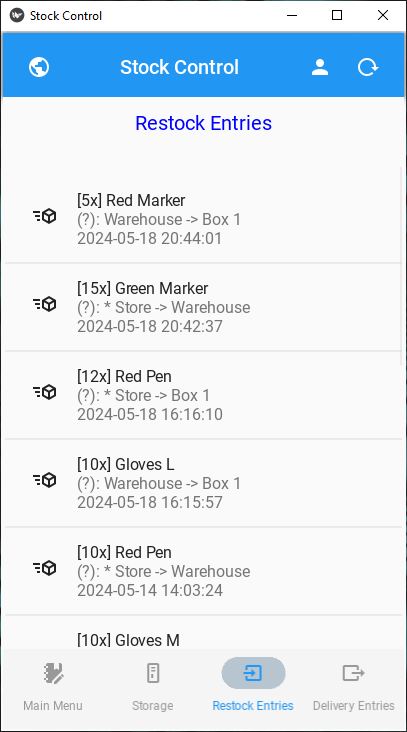 Stock Control
Stock Control
Restock Entries
[5x] Red Marker
(?): Warehouse -> Box 1
2024-05-18 20:44:01
[15x] Green Marker
(?): * Store -> Warehouse
2024-05-18 20:42:37
[12x] Red Pen
(?): * Store -> Box 1
2024-05-18 16:16:10
[10x] Gloves L
(?): Warehouse -> Box 1
2024-05-18 16:15:57
[10x] Red Pen
(?): * Store -> Warehouse
2024-05-14 14:03:24
[10x] Gloves M
Main Menu
Storage
Restock Entries
Delivery Entries